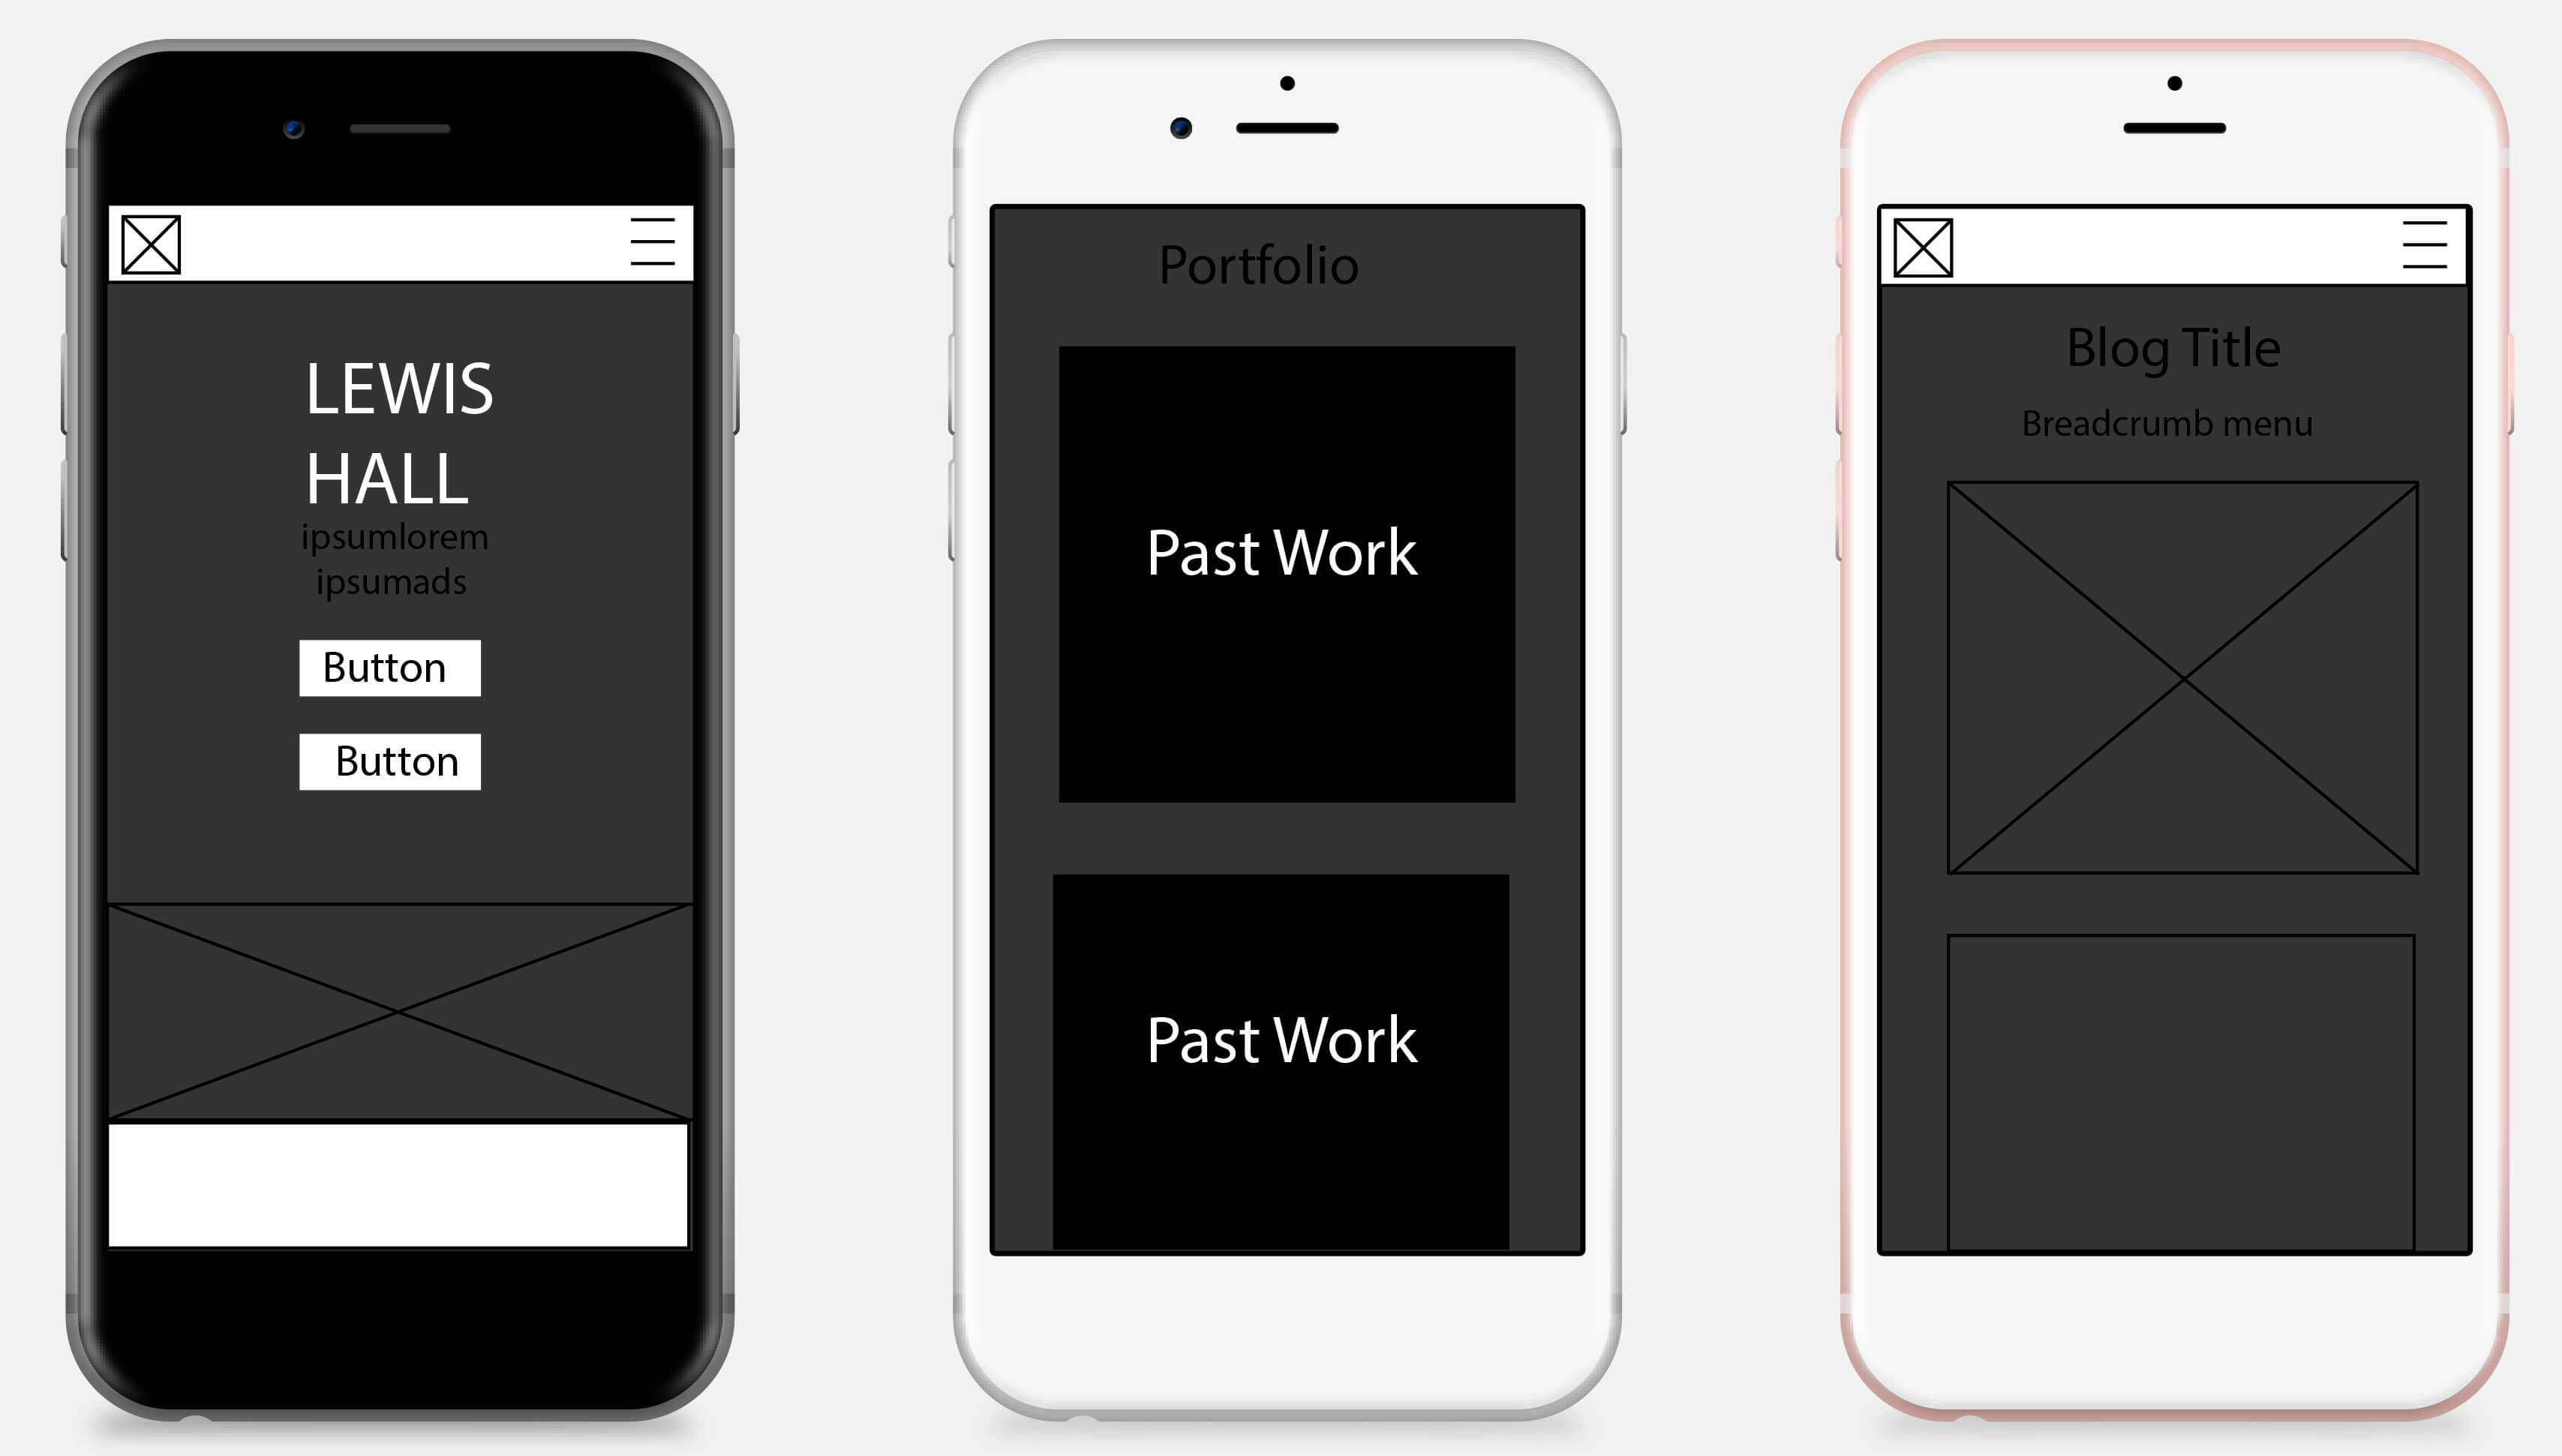 LEWIS
HALL
ipsumlorem
ipsumads
Button
Button
Portfolio
Past Work
Past Work
Blog Title
Breadcrumb menu